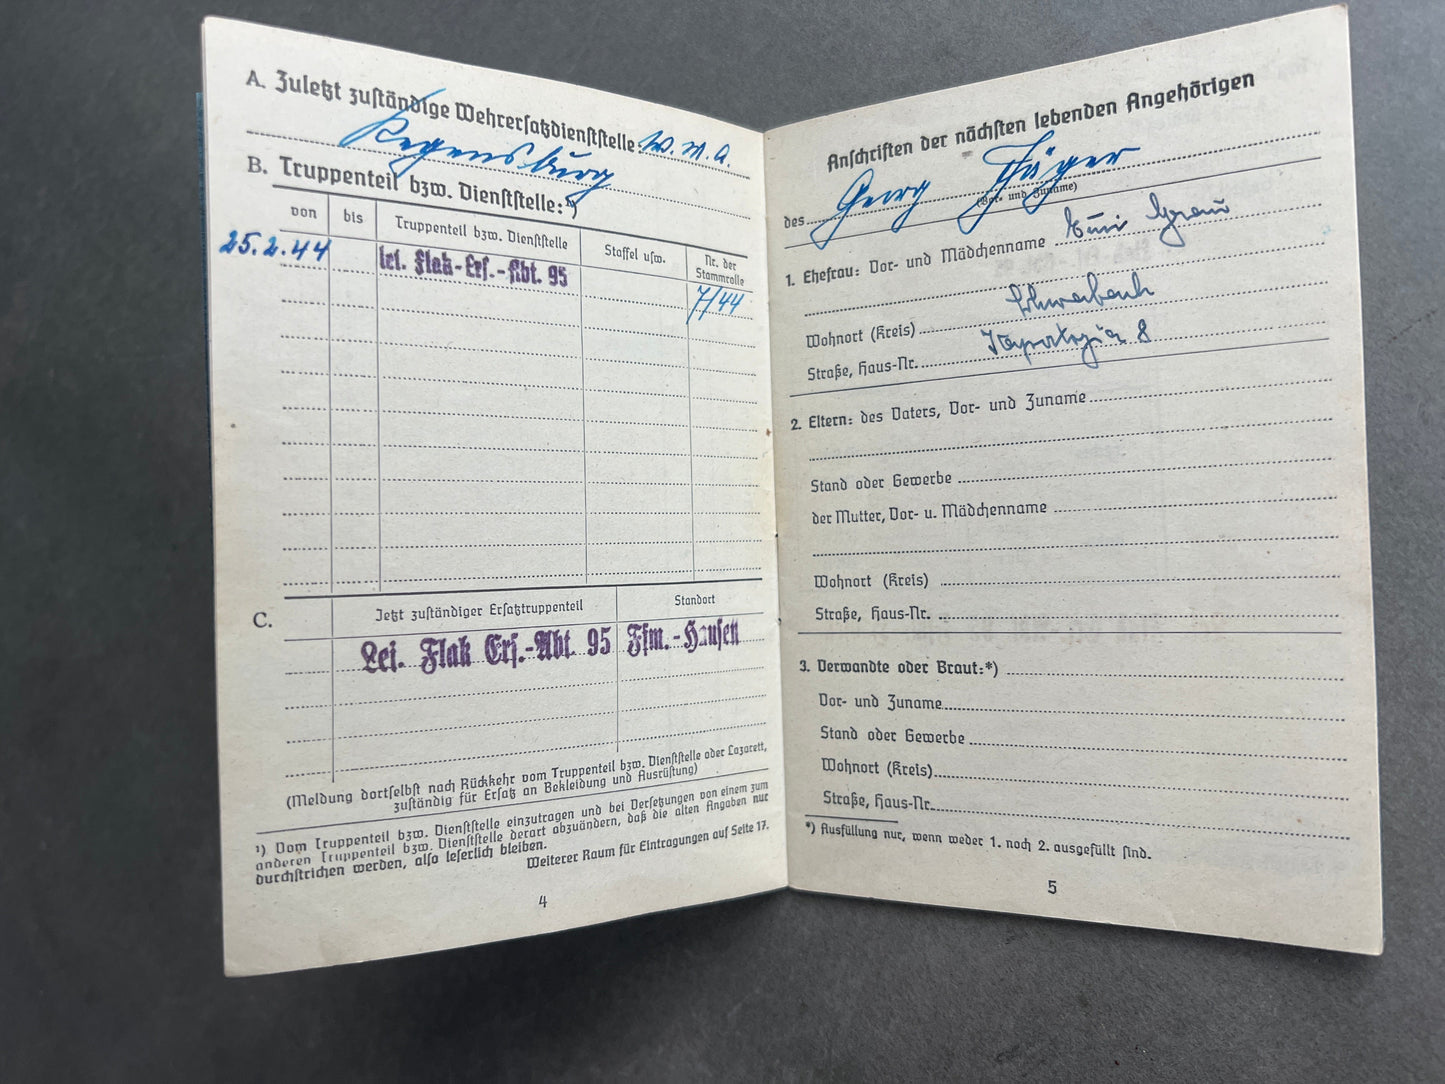 A. Zuletzt zuständige Wehrersatzdienststelle: W. M. A.
Regensburg
B. Truppenteil bzw. Dienststelle:¹)
von bis Truppenteil bzw. Dienststelle Staffel usw. Nr. der Stammrolle
25.2.44 lei. Flak-Ers.-Abt. 95 7/44
C. Jetzt zuständiger Ersatztruppenteil Standort
Lei. Flak Ers.-Abt. 95 Ffm.-Hausen
(Meldung dortselbst nach Rückkehr vom Truppenteil bzw. Dienststelle oder Lazarett,
zuständig für Ersatz an Bekleidung und Ausrüstung)
¹) Vom Truppenteil bzw. Dienststelle einzutragen und bei Versetzungen von einem zum
anderen Truppenteil bzw. Dienststelle derart abzuändern, daß die alten Angaben nur
durchstrichen werden, also leserlich bleiben.
Weiterer Raum für Eintragungen auf Seite 17.
4
Anschriften der nächsten lebenden Angehörigen
des Georg Jäger
(Vor- und Zuname)
1. Ehefrau: Vor- und Mädchenname
Wohnort (Kreis)
Straße, Haus-Nr. 8
2. Eltern: des Vaters, Vor- und Zuname
Stand oder Gewerbe
der Mutter, Vor- u. Mädchenname
Wohnort (Kreis)
Straße, Haus-Nr.
3. Verwandte oder Braut:*)
Vor- und Zuname
Stand oder Gewerbe
Wohnort (Kreis)
Straße, Haus-Nr.
*) Ausfüllung nur, wenn weder 1. noch 2. ausgefüllt sind.
5